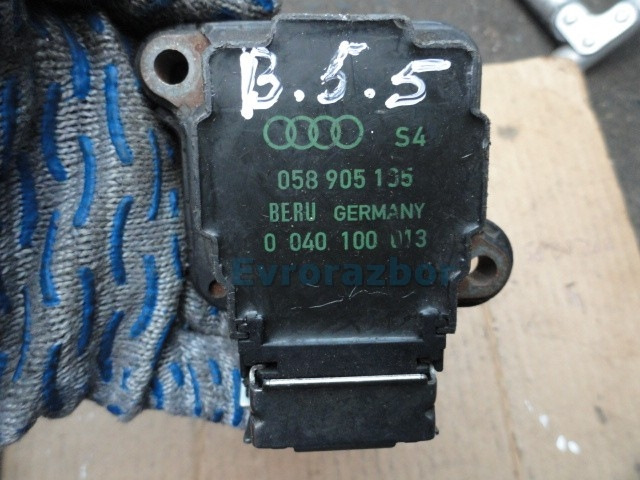 B.5.5
S4
058 905 105
BERU GERMANY
0 040 100 013
Evrorazbor